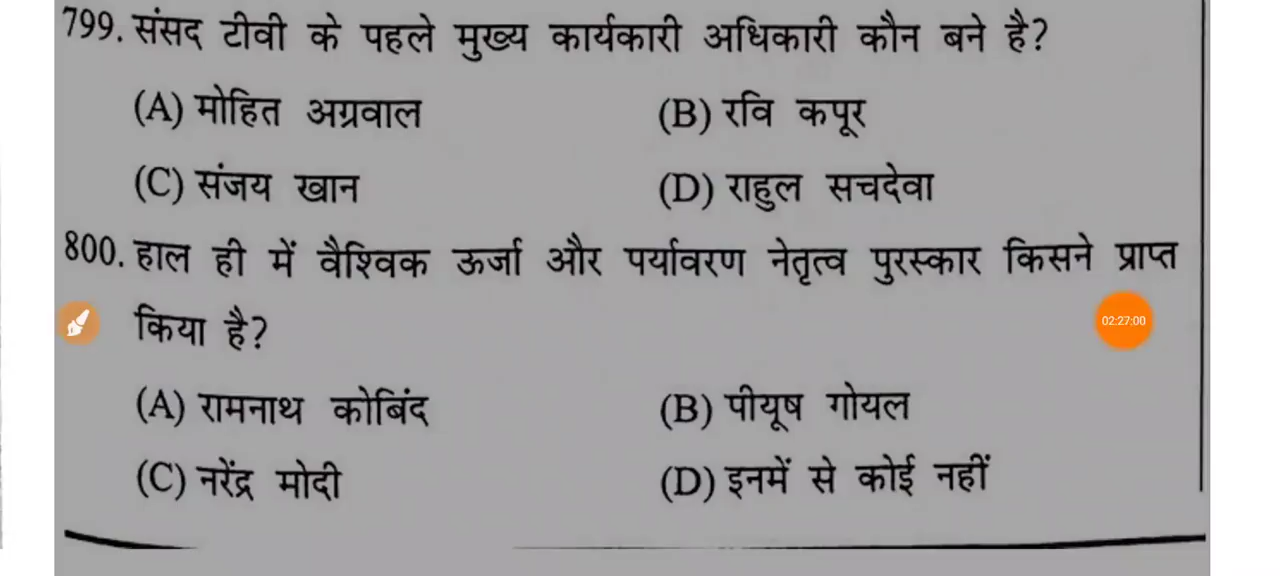 799. संसद टीवी के पहले मुख्य कार्यकारी अधिकारी कौन बने है?
(A) मोहित अग्रवाल (B) रवि कपूर
(C) संजय खान (D) राहुल सचदेवा
800. हाल ही में वैश्विक ऊर्जा और पर्यावरण नेतृत्व पुरस्कार किसने प्राप्त
किया है?
02:27:00
(A) रामनाथ कोबिंद (B) पीयूष गोयल
(C) नरेंद्र मोदी (D) इनमें से कोई नहीं